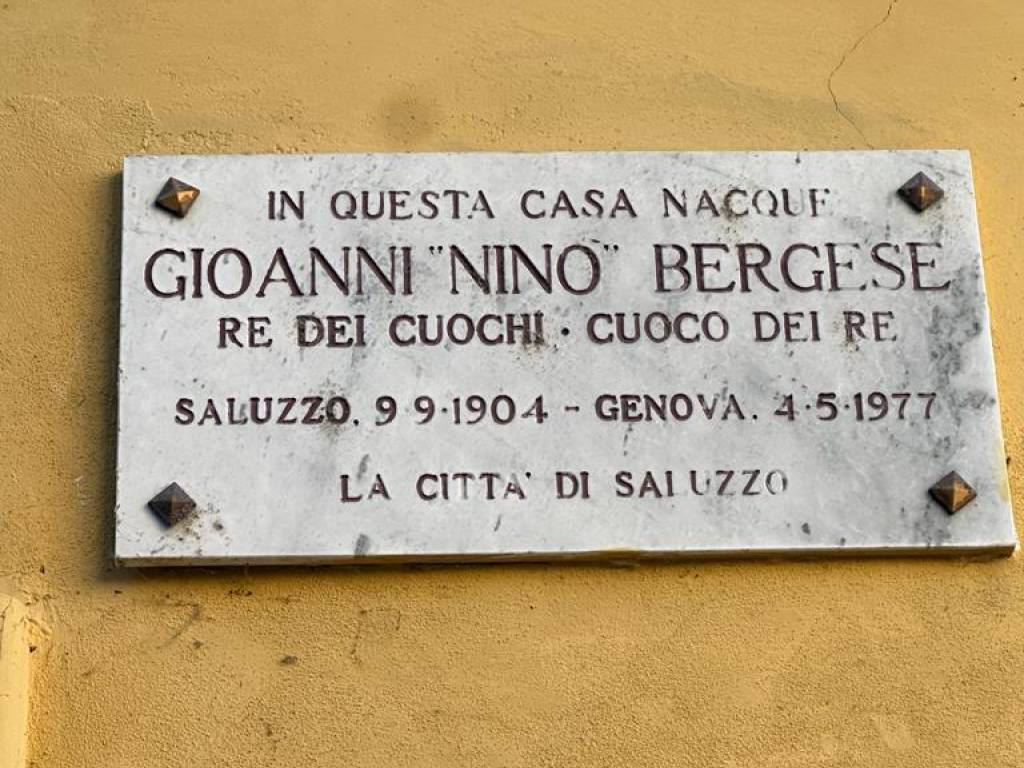 IN QUESTA CASA NACQUE
GIOANNI "NINO" BERGESE
RE DEI CUOCHI · CUOCO DEI RE
SALUZZO, 9·9·1904 - GENOVA, 4·5·1977
LA CITTA' DI SALUZZO